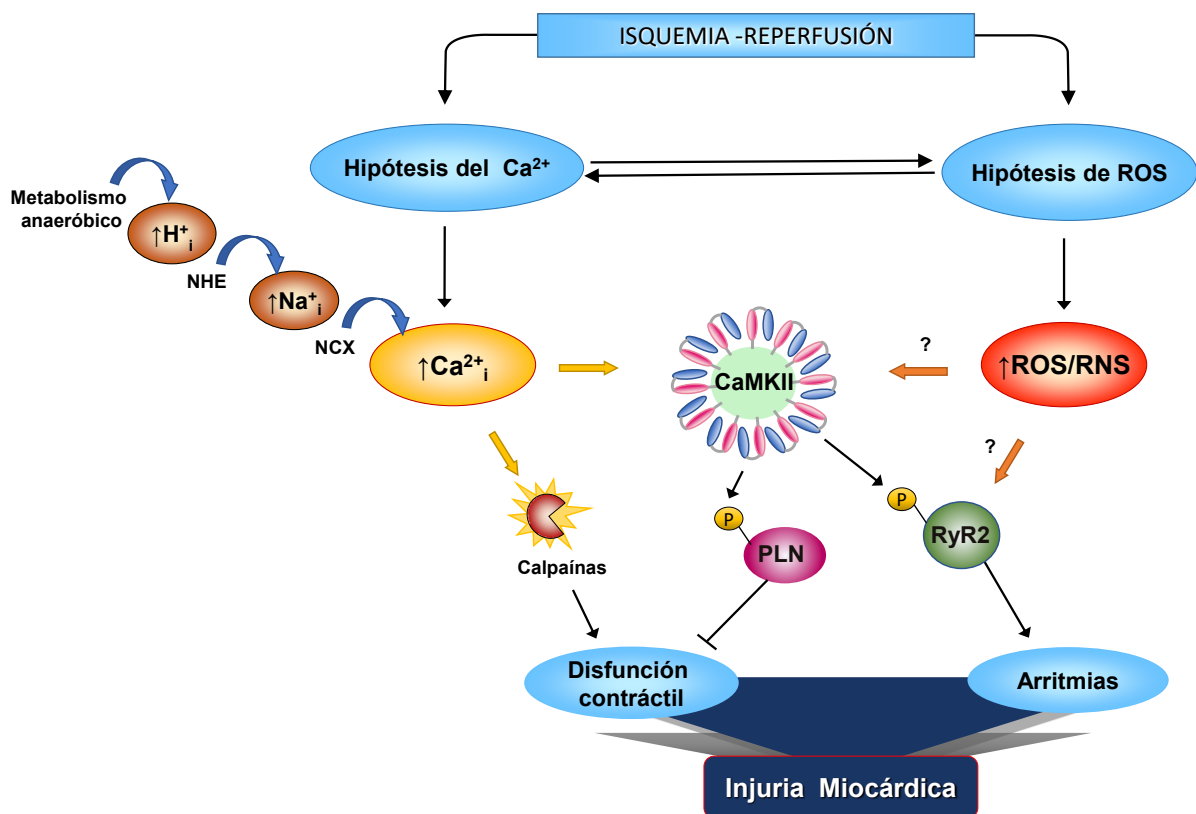 ISQUEMIA -REPERFUSIÓN
Hipótesis del Ca²⁺
Hipótesis de ROS
Metabolismo
anaeróbico
↑H⁺ᵢ
NHE
↑Na⁺ᵢ
NCX
↑Ca²⁺ᵢ
CaMKII
?
↑ROS/RNS
?
Calpaínas
P
PLN
P
RyR2
Disfunción
contráctil
Arritmias
Injuria Miocárdica